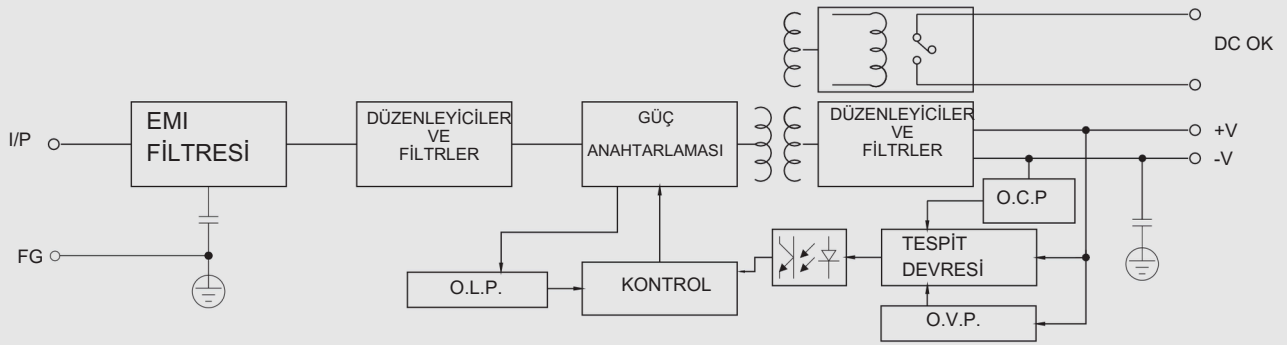 DC OK
I/P
EMI
FİLTRESİ
DÜZENLEYİCİLER
VE
FİLTRLER
GÜÇ
ANAHTARLAMASI
DÜZENLEYİCİLER
VE
FİLTRLER
+V
-V
O.C.P
FG
O.L.P.
KONTROL
TESPİT
DEVRESİ
O.V.P.